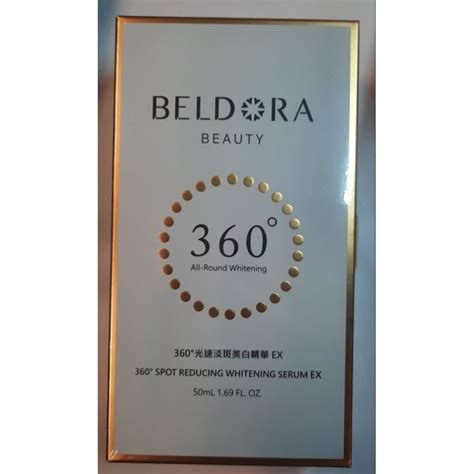 BELDORA
BEAUTY
360°
All-Round Whitening
360°光速淡斑美白精華 EX
360° SPOT REDUCING WHITENING SERUM EX
50mL 1.69 FL. OZ.